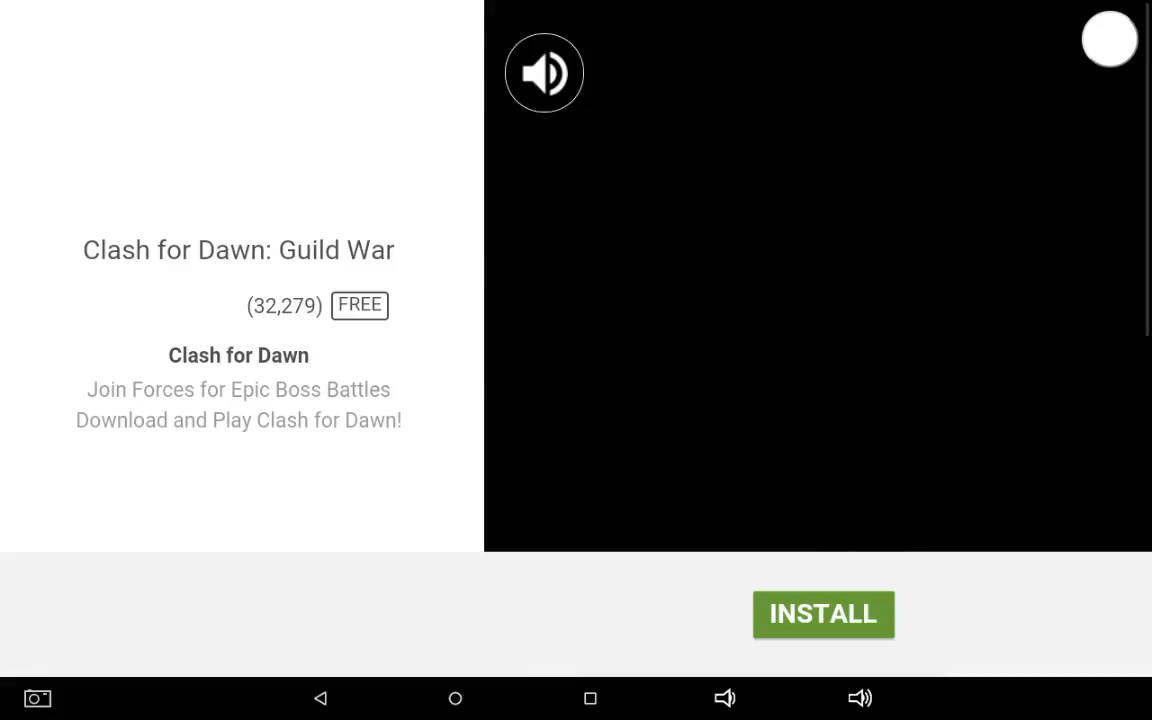 Clash for Dawn: Guild War
(32,279) FREE
Clash for Dawn
Join Forces for Epic Boss Battles
Download and Play Clash for Dawn!
INSTALL